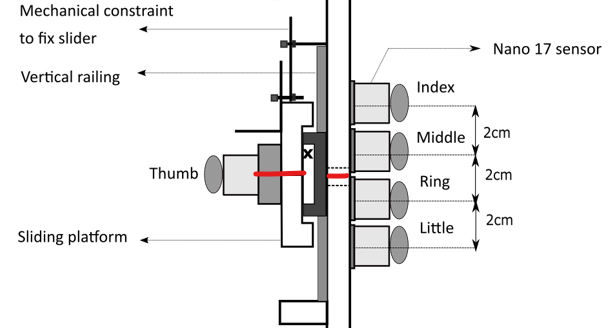 Mechanical constraint
to fix slider
Nano 17 sensor
Vertical railing
Index
Middle
2cm
x
Thumb
Ring
2cm
Little
2cm
Sliding platform